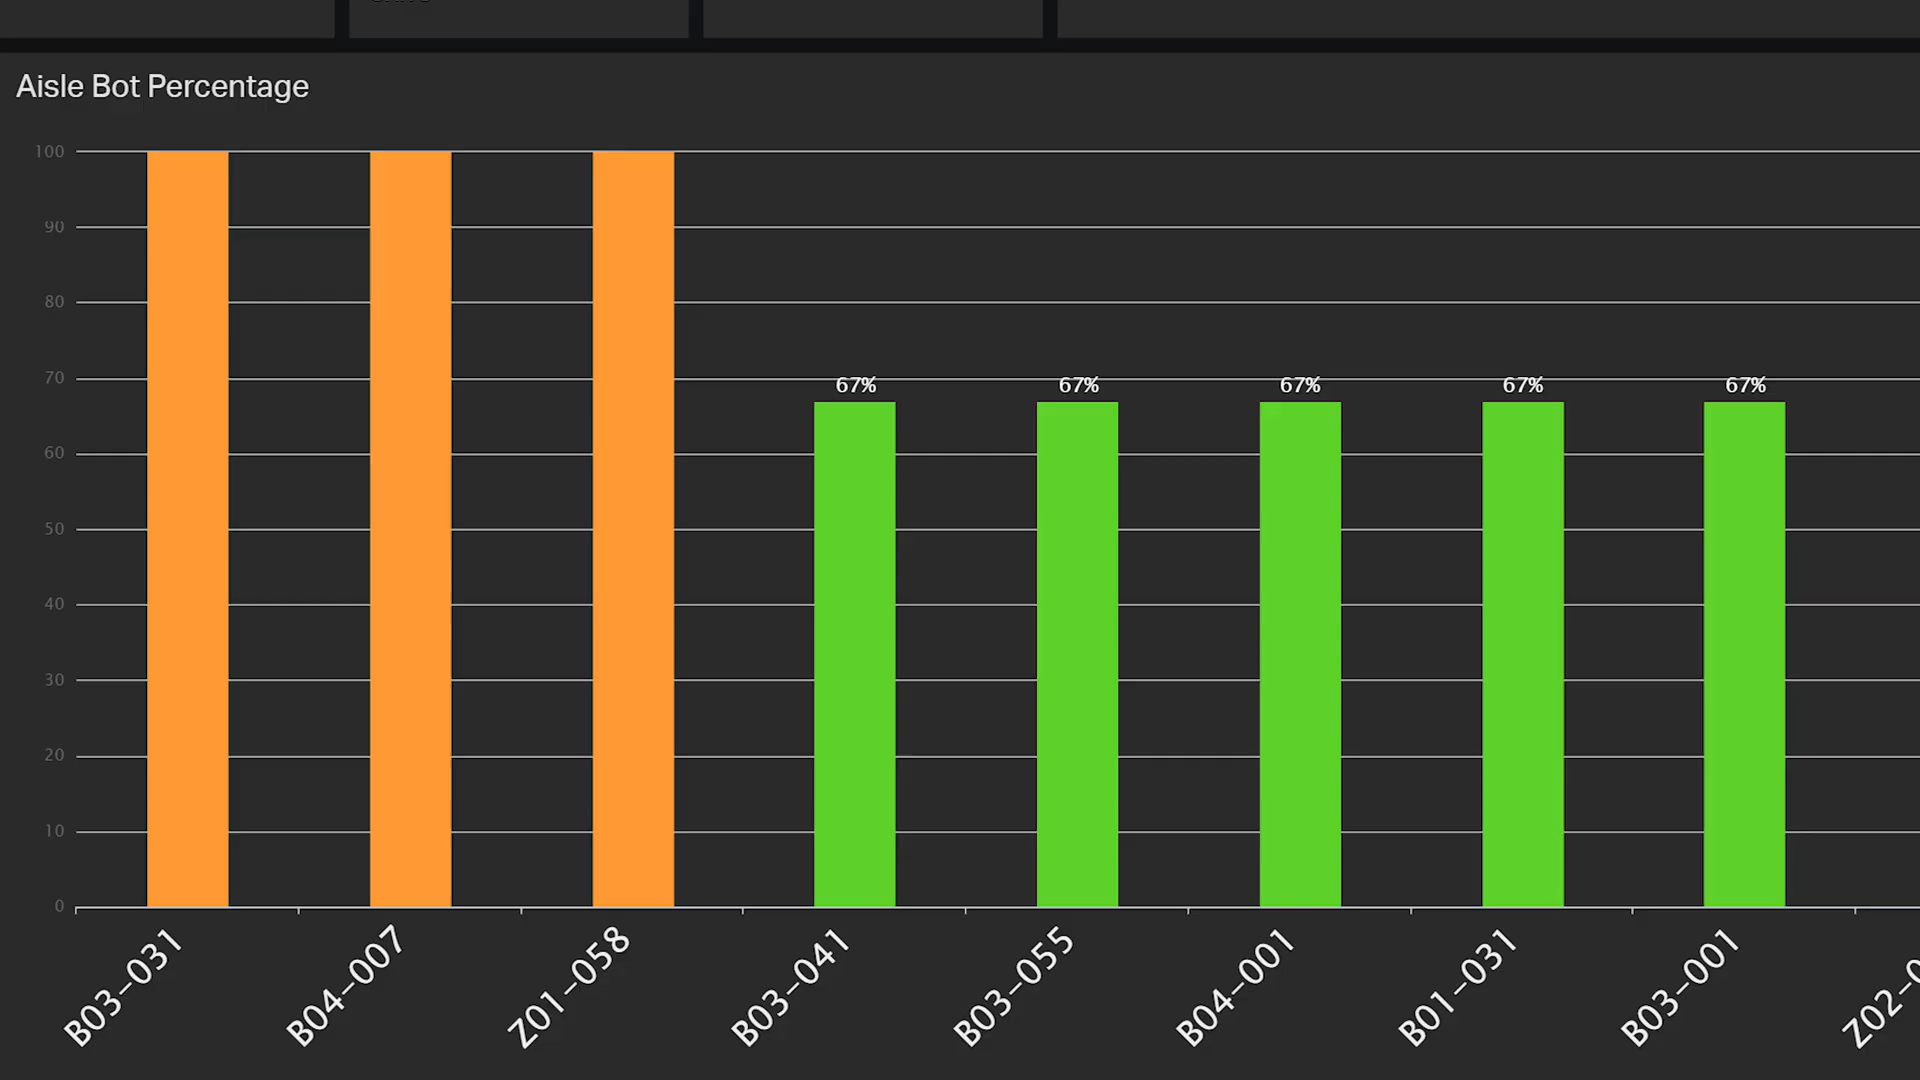 Aisle Bot Percentage
100
90
80
70
60
50
40
30
20
10
0
67%
67%
67%
67%
67%
B03-031
B04-007
Z01-058
B03-041
B03-055
B04-001
B01-031
B03-001